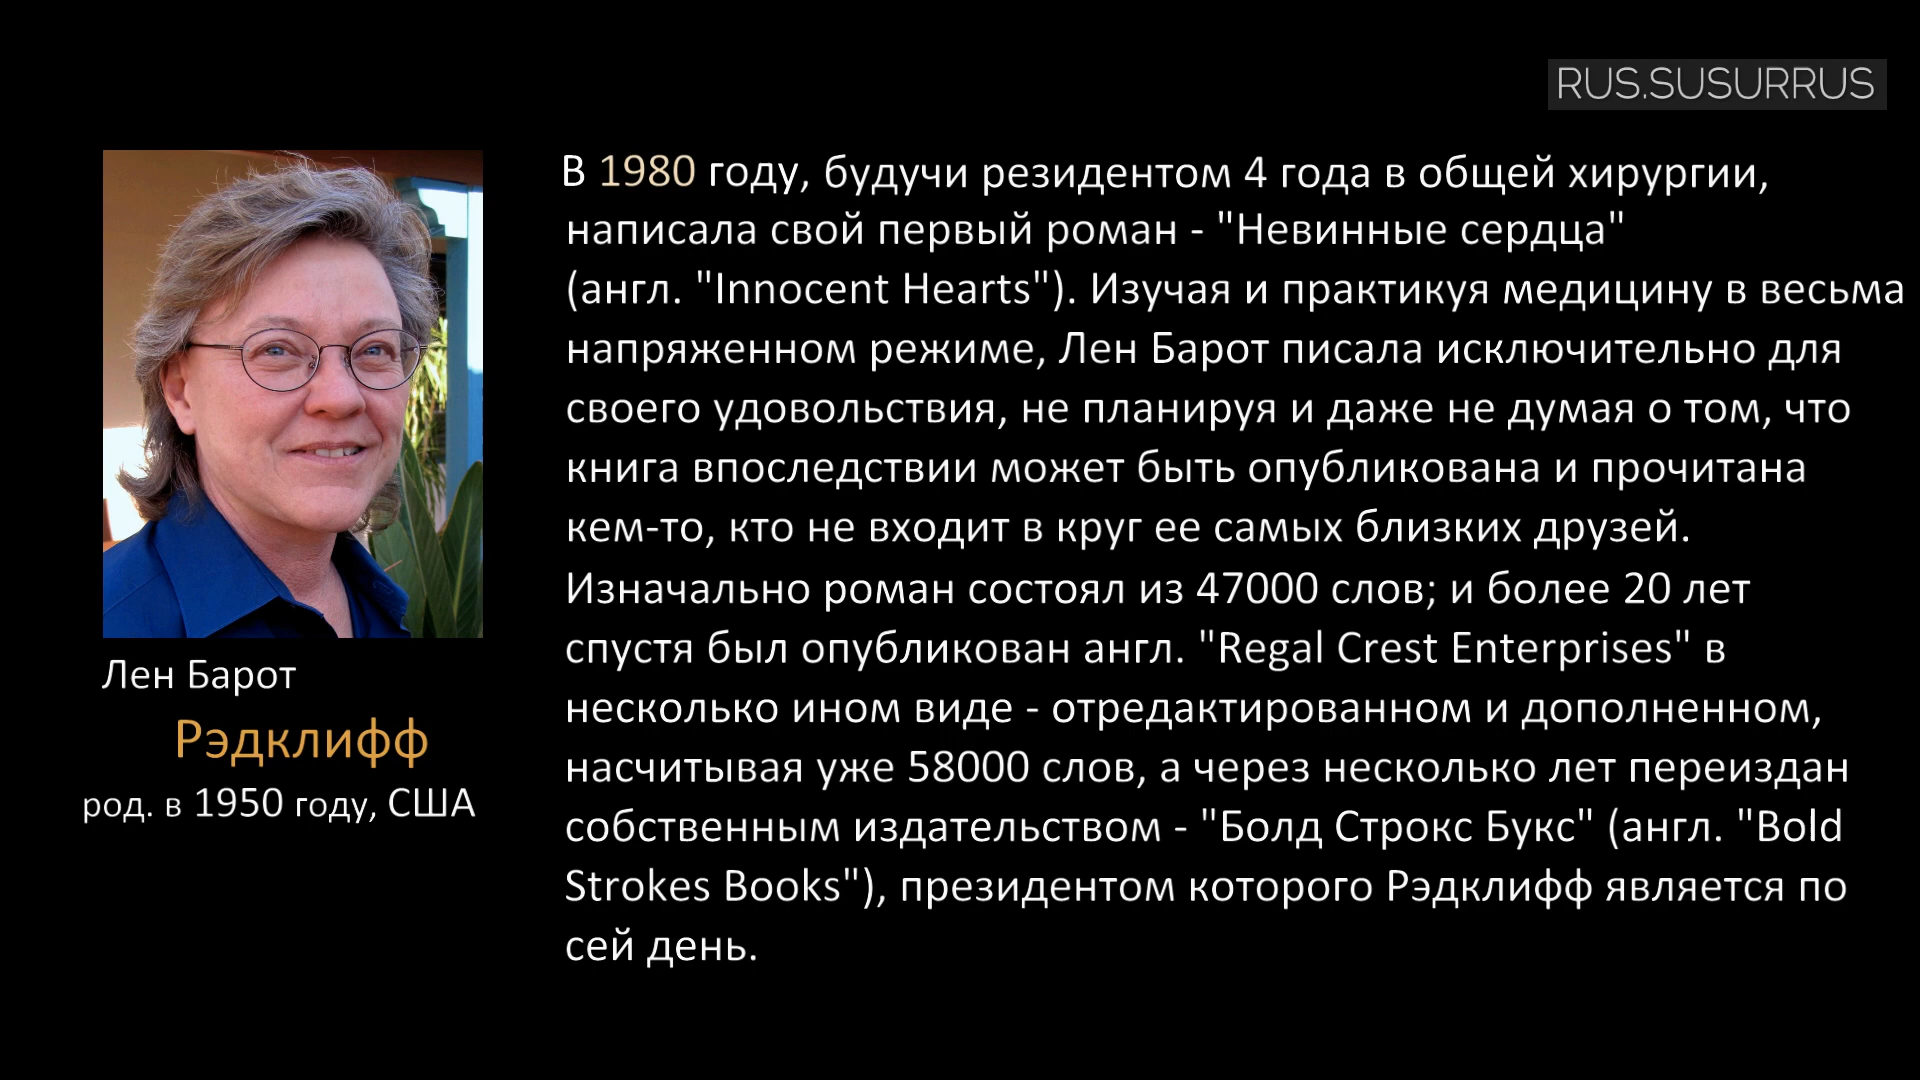 RUS.SUSURRUS
В 1980 году, будучи резидентом 4 года в общей хирургии,
написала свой первый роман - "Невинные сердца"
(англ. "Innocent Hearts"). Изучая и практикуя медицину в весьма
напряженном режиме, Лен Барот писала исключительно для
своего удовольствия, не планируя и даже не думая о том, что
книга впоследствии может быть опубликована и прочитана
кем-то, кто не входит в круг ее самых близких друзей.
Изначально роман состоял из 47000 слов; и более 20 лет
спустя был опубликован англ. "Regal Crest Enterprises" в
несколько ином виде - отредактированном и дополненном,
насчитывая уже 58000 слов, а через несколько лет переиздан
собственным издательством - "Болд Строкс Букс" (англ. "Bold
Strokes Books"), президентом которого Рэдклифф является по
сей день.
Лен Барот
Рэдклифф
род. в 1950 году, США